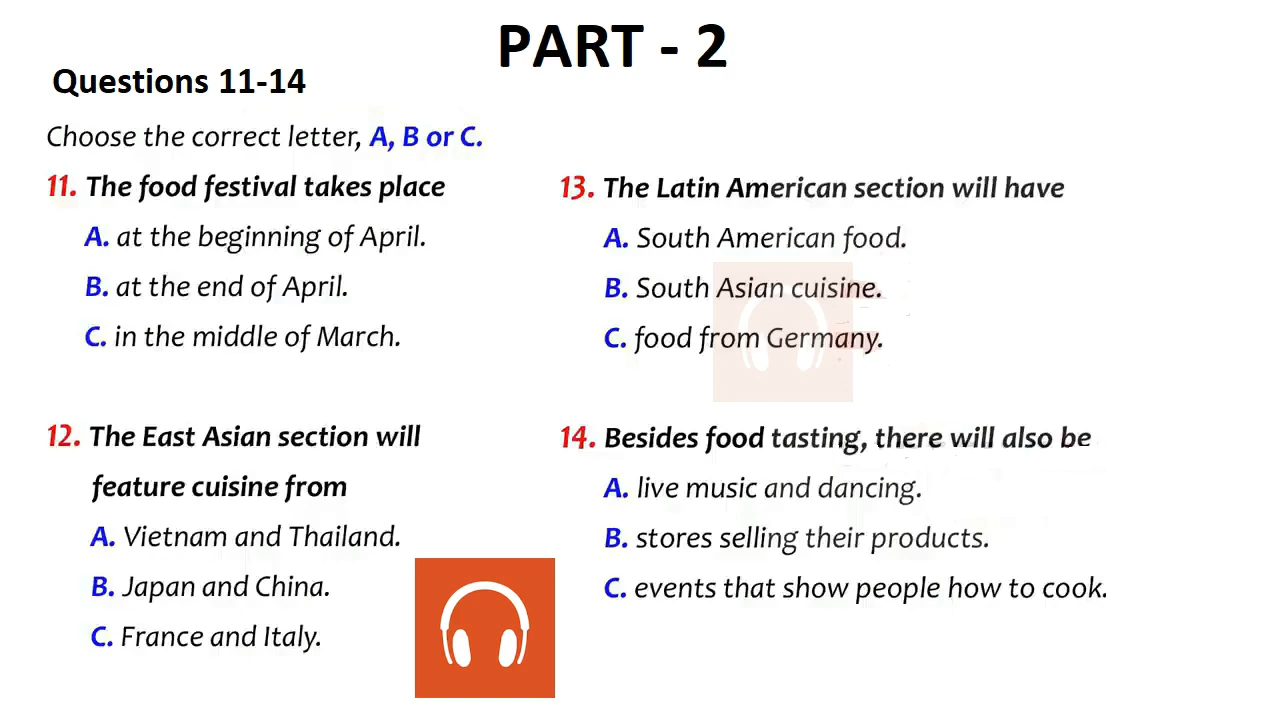 PART - 2
Questions 11-14
Choose the correct letter, A, B or C.
11. The food festival takes place
A. at the beginning of April.
B. at the end of April.
C. in the middle of March.
12. The East Asian section will
feature cuisine from
A. Vietnam and Thailand.
B. Japan and China.
C. France and Italy.
13. The Latin American section will have
A. South American food.
B. South Asian cuisine.
C. food from Germany.
14. Besides food tasting, there will also be
A. live music and dancing.
B. stores selling their products.
C. events that show people how to cook.